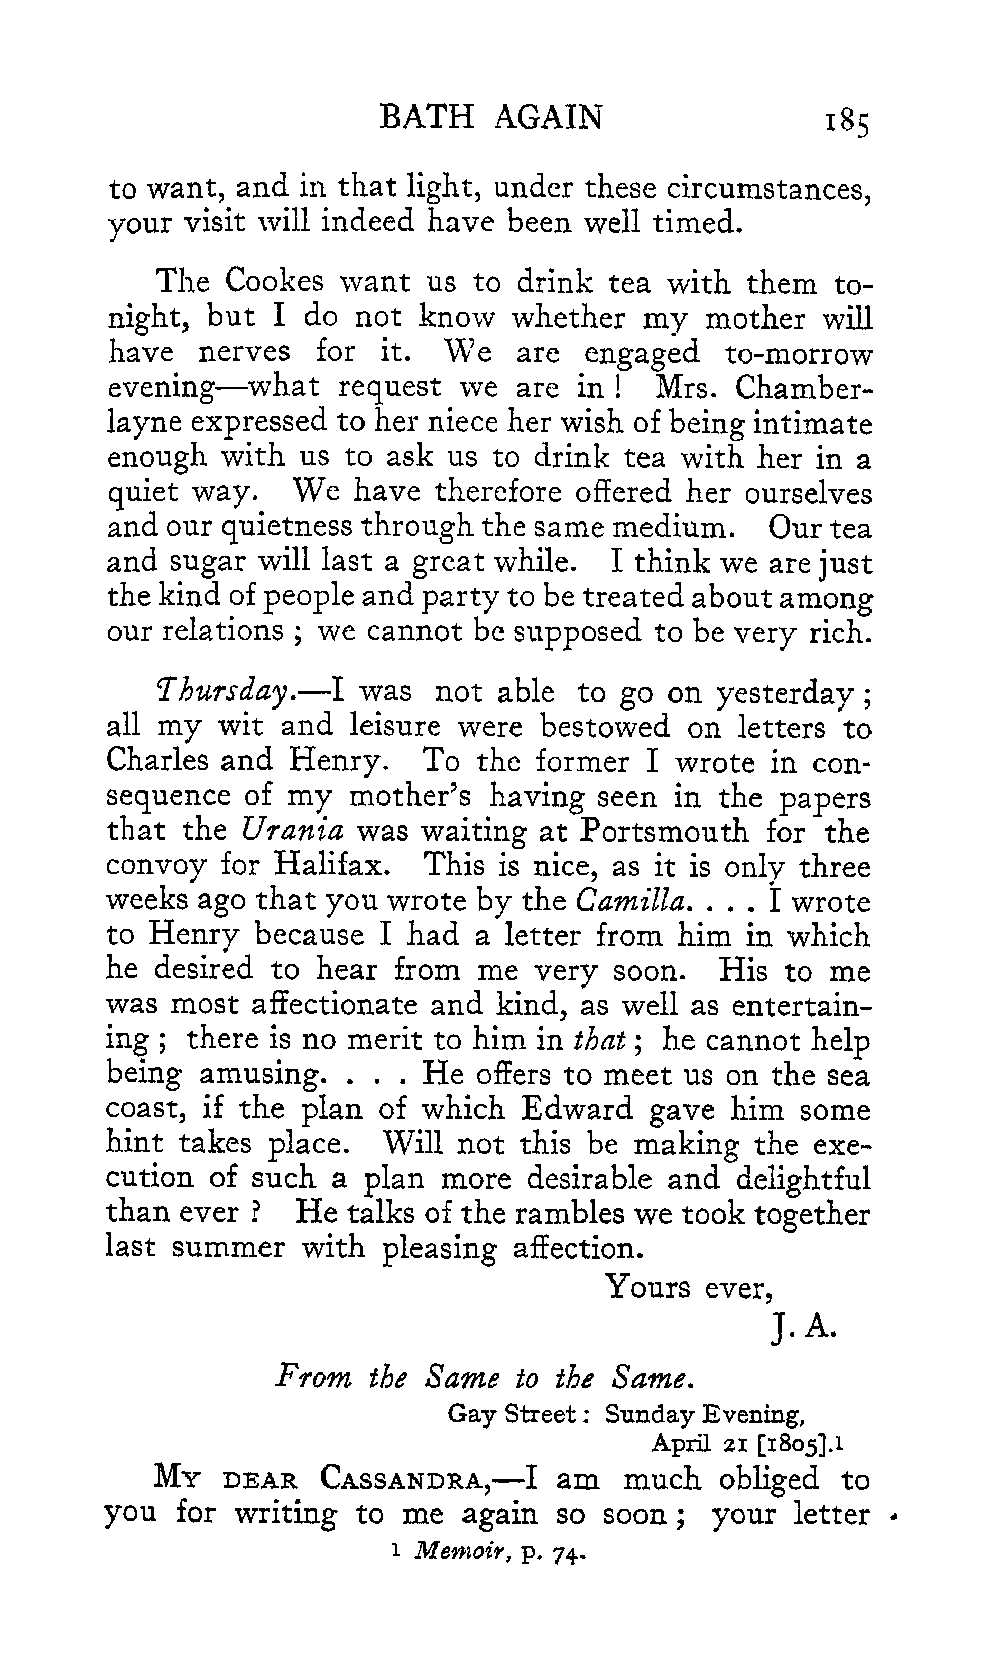 BATH AGAIN 185
to want, and in that light, under these circumstances,
your visit will indeed have been well timed.
The Cookes want us to drink tea with them to-
night, but I do not know whether my mother will
have nerves for it. We are engaged to-morrow
evening—what request we are in ! Mrs. Chamber-
layne expressed to her niece her wish of being intimate
enough with us to ask us to drink tea with her in a
quiet way. We have therefore offered her ourselves
and our quietness through the same medium. Our tea
and sugar will last a great while. I think we are just
the kind of people and party to be treated about among
our relations ; we cannot be supposed to be very rich.
Thursday.—I was not able to go on yesterday ;
all my wit and leisure were bestowed on letters to
Charles and Henry. To the former I wrote in con-
sequence of my mother's having seen in the papers
that the Urania was waiting at Portsmouth for the
convoy for Halifax. This is nice, as it is only three
weeks ago that you wrote by the Camilla. . . . I wrote
to Henry because I had a letter from him in which
he desired to hear from me very soon. His to me
was most affectionate and kind, as well as entertain-
ing ; there is no merit to him in that ; he cannot help
being amusing. . . . He offers to meet us on the sea
coast, if the plan of which Edward gave him some
hint takes place. Will not this be making the exe-
cution of such a plan more desirable and delightful
than ever ? He talks of the rambles we took together
last summer with pleasing affection.
Yours ever,
J. A.
From the Same to the Same.
Gay Street : Sunday Evening,
April 21 [1805].1
MY DEAR CASSANDRA,—I am much obliged to
you for writing to me again so soon ; your letter
1 Memoir, p. 74.